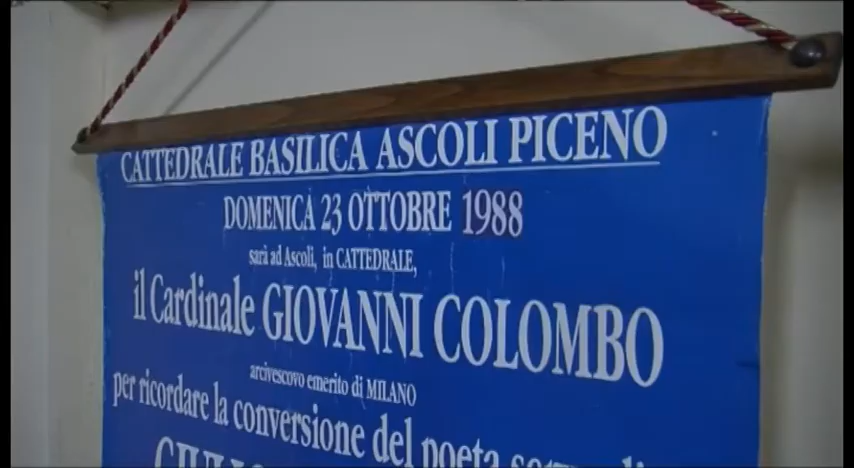 CATTEDRALE BASILICA ASCOLI PICENO
DOMENICA 23 OTTOBRE 1988
sarà ad Ascoli, in CATTEDRALE,
il Cardinale GIOVANNI COLOMBO
arcivescovo emerito di MILANO
per ricordare la conversione del poeta